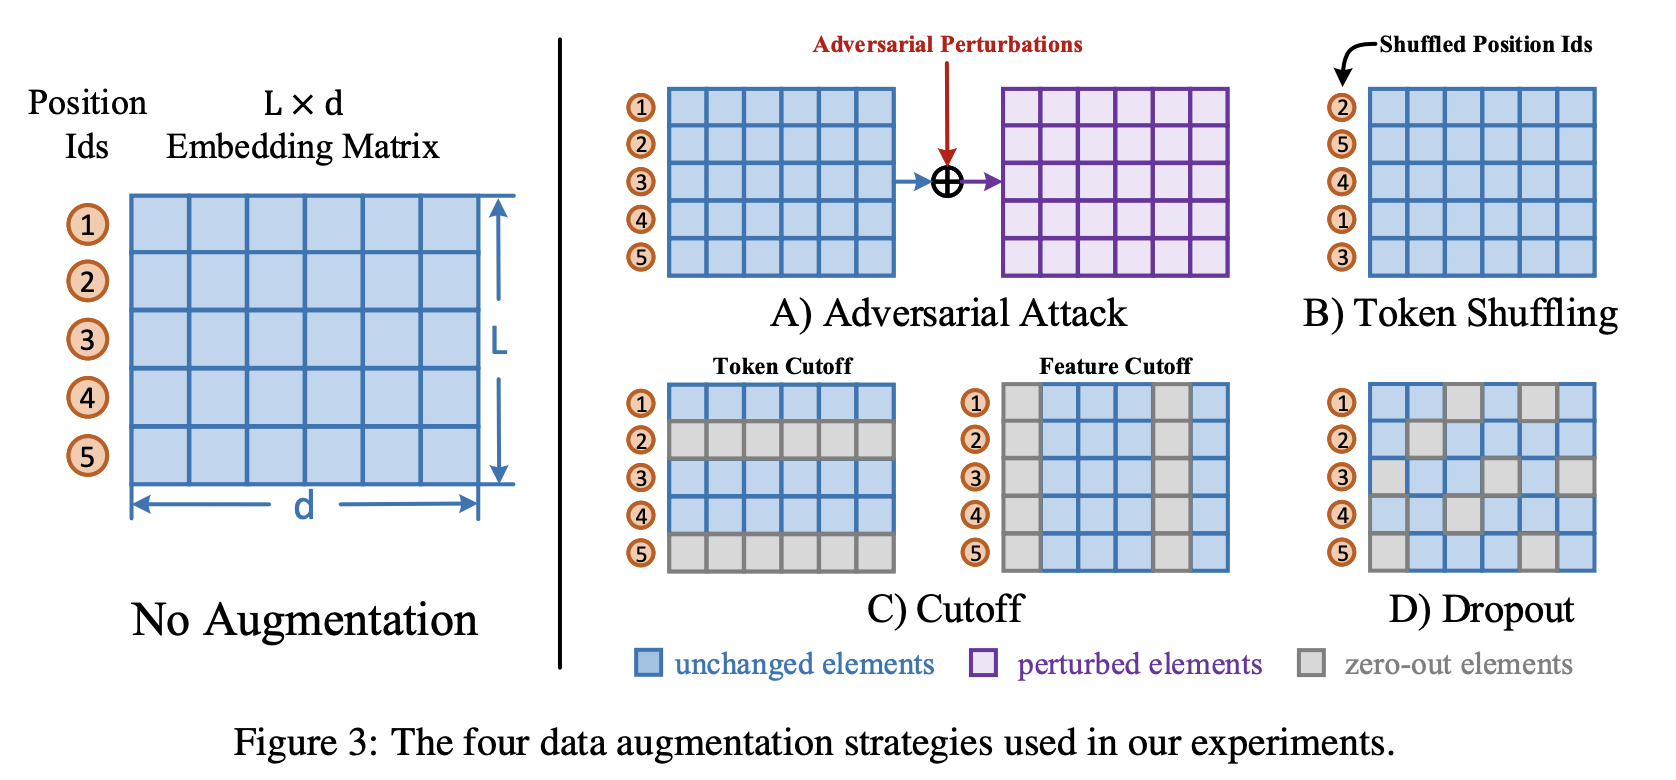 Position
Ids
L × d
Embedding Matrix
1
2
3
4
5
L
d
No Augmentation
Adversarial Perturbations
1
2
3
4
5
A) Adversarial Attack
Shuffled Position Ids
2
5
4
1
3
B) Token Shuffling
Token Cutoff
1
2
3
4
5
Feature Cutoff
1
2
3
4
5
C) Cutoff
1
2
3
4
5
D) Dropout
unchanged elements
perturbed elements
zero-out elements
Figure 3: The four data augmentation strategies used in our experiments.